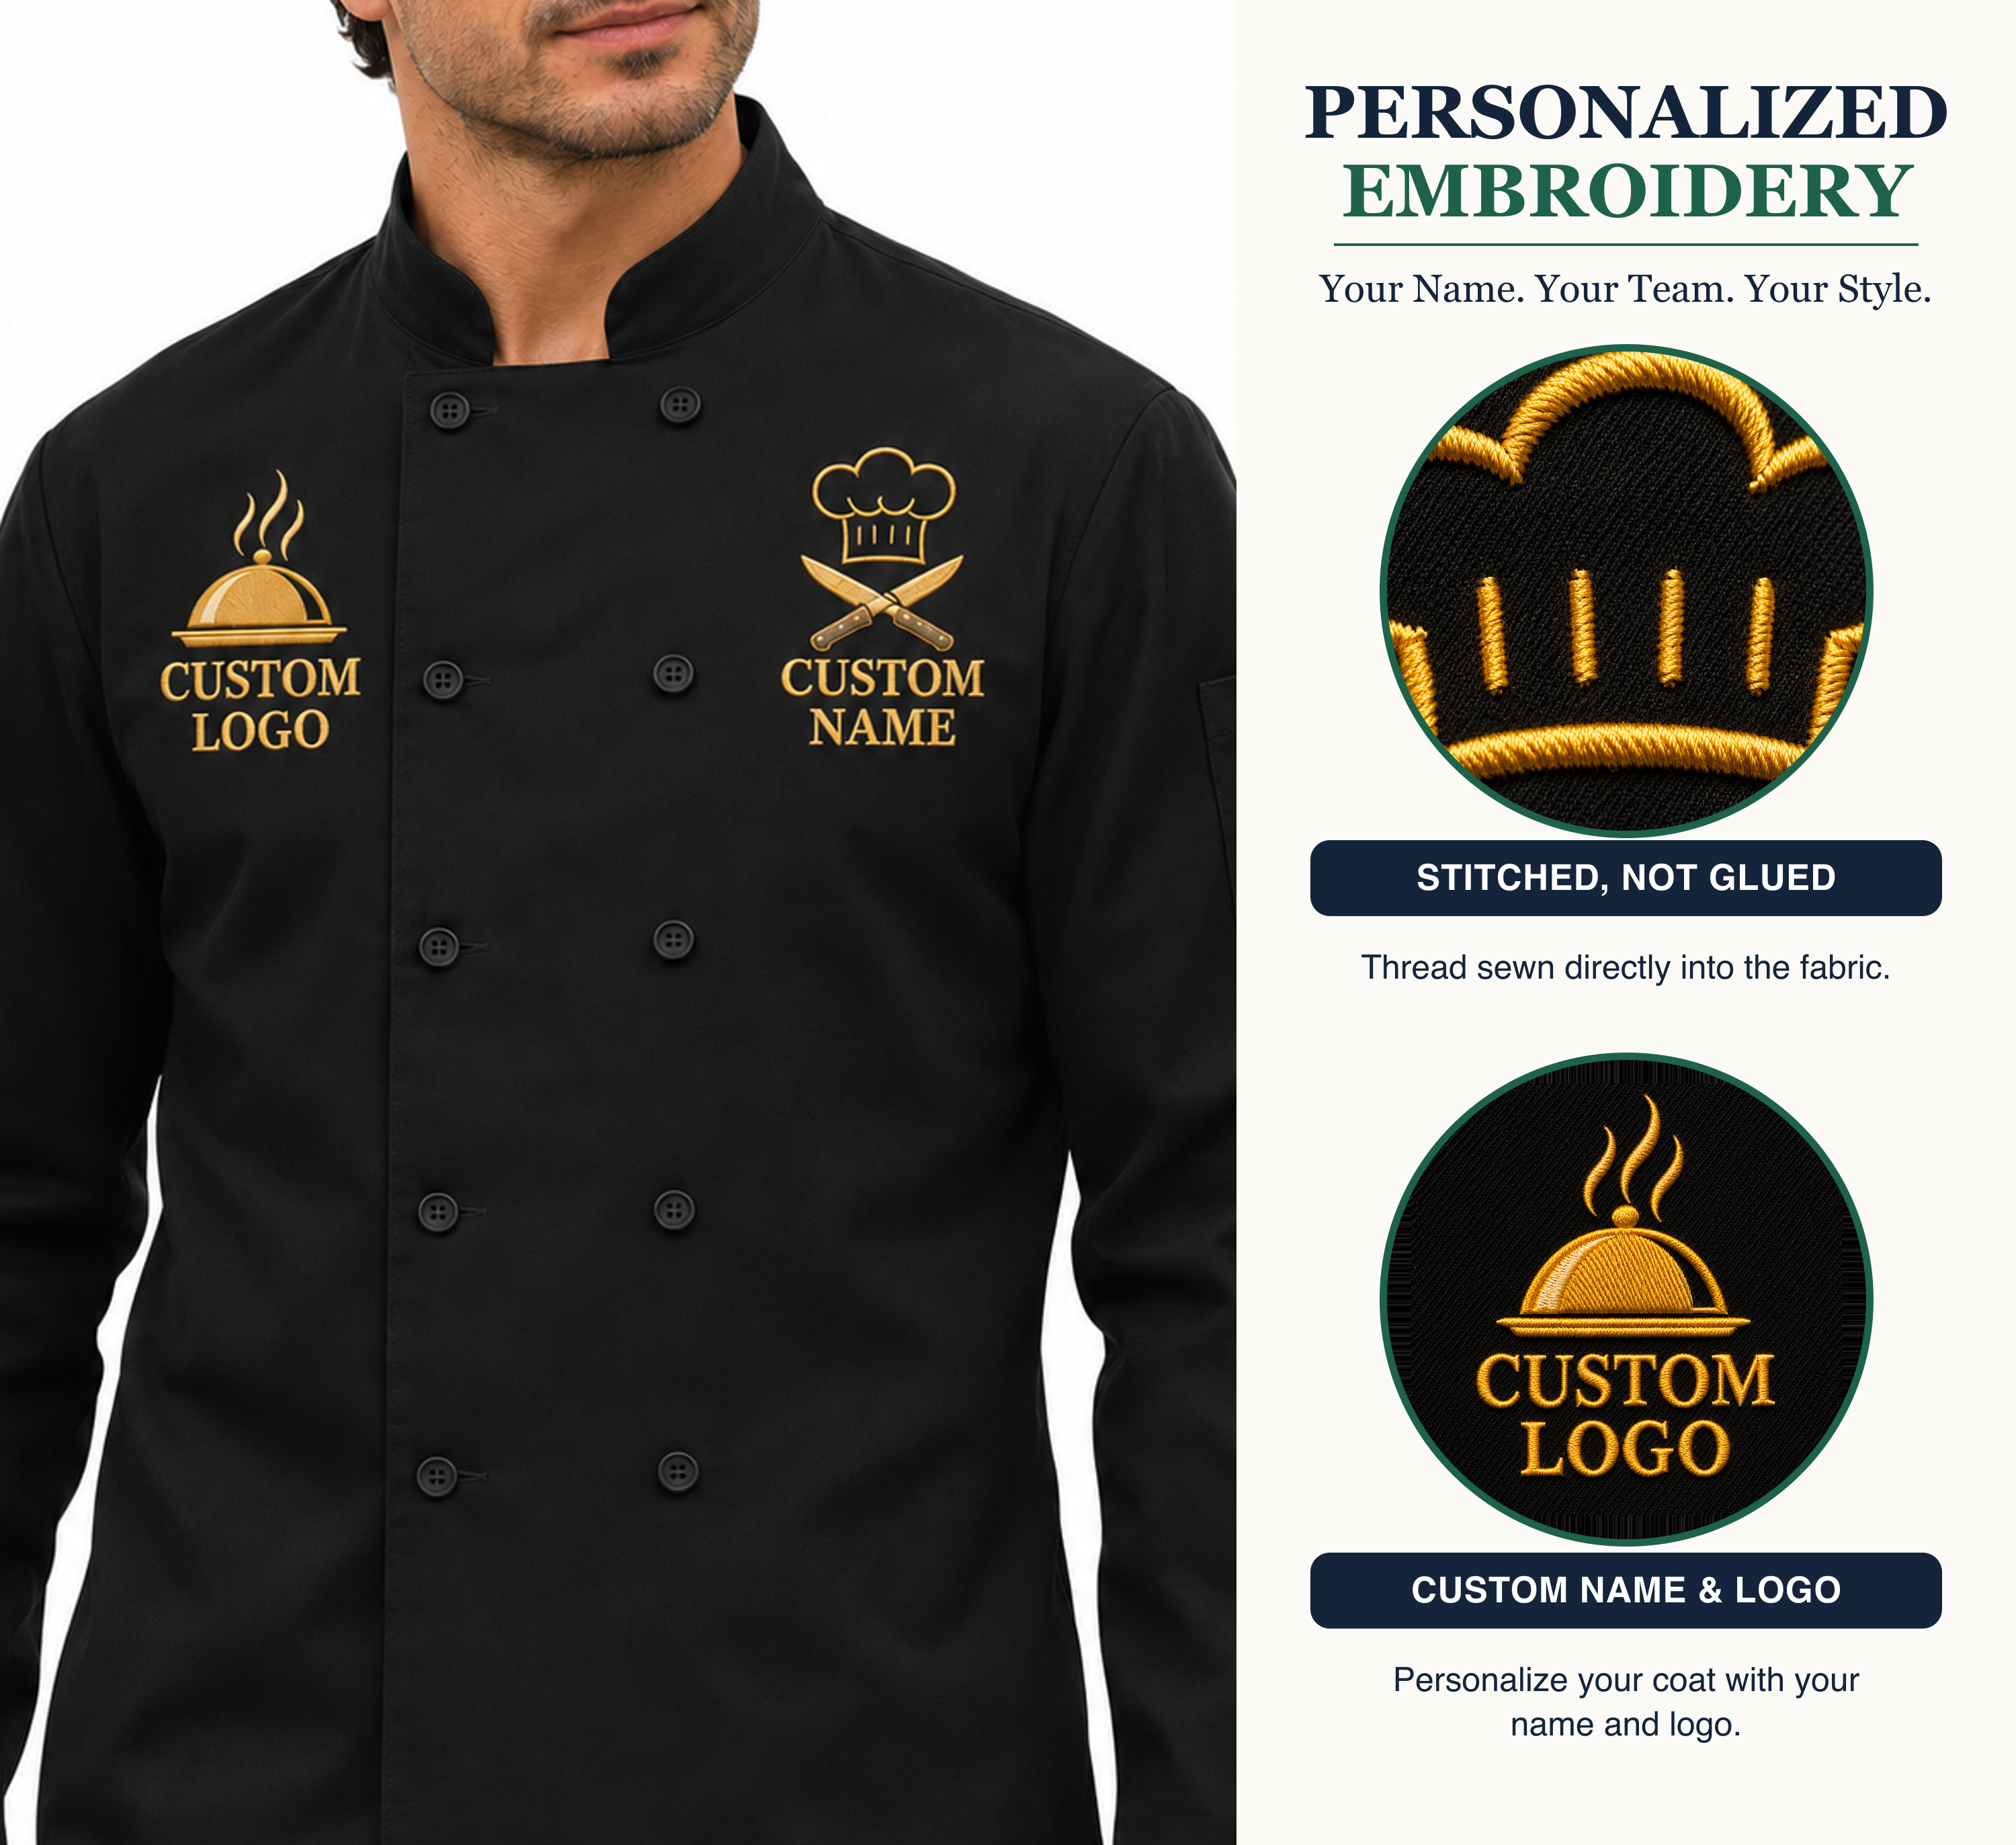 CUSTOM
LOGO
CUSTOM
NAME
PERSONALIZED
EMBROIDERY
Your Name. Your Team. Your Style.
STITCHED, NOT GLUED
Thread sewn directly into the fabric.
CUSTOM
LOGO
CUSTOM NAME & LOGO
Personalize your coat with your
name and logo.